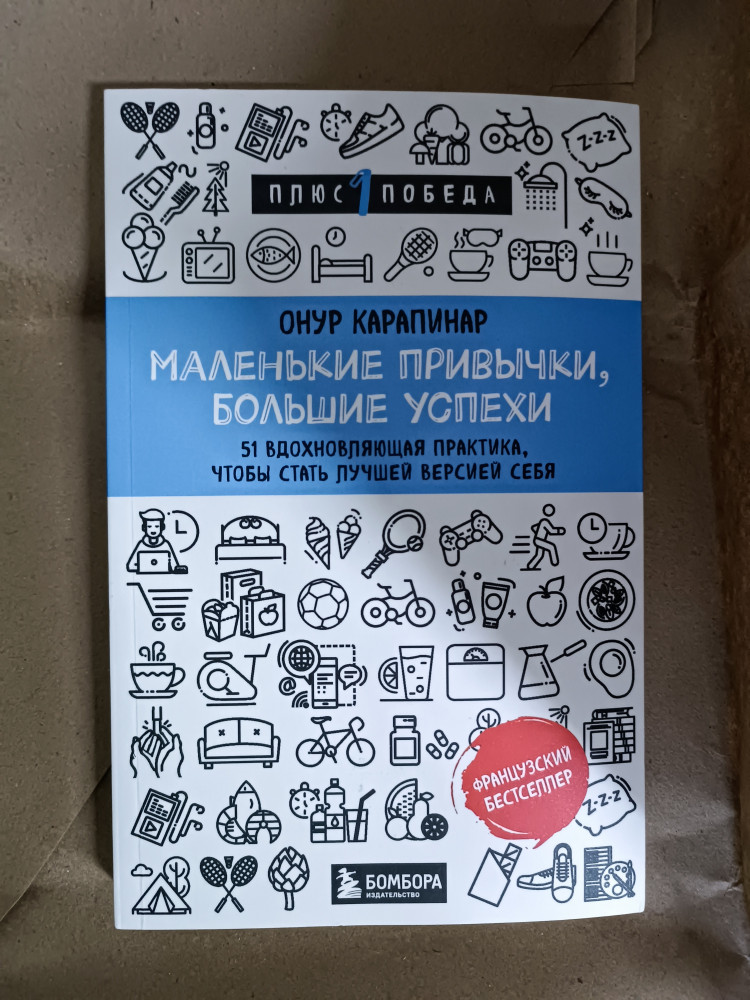 Z-Z-Z
ПЛЮС 1 ПОБЕДА
ОНУР КАРАПИНАР
МАЛЕНЬКИЕ ПРИВЫЧКИ,
БОЛЬШИЕ УСПЕХИ
51 ВДОХНОВЛЯЮЩАЯ ПРАКТИКА,
ЧТОБЫ СТАТЬ ЛУЧШЕЙ ВЕРСИЕЙ СЕБЯ
@
ФРАНЦУЗСКИЙ
БЕСТСЕЛЛЕР
Z-Z-Z
БОМБОРА
ИЗДАТЕЛЬСТВО